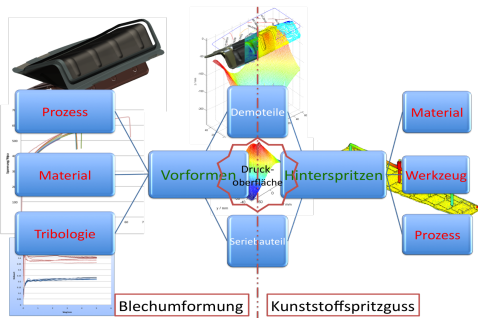 Prozess
Material
Tribologie
Vorformen
Demoteile
Druck-
oberfläche
Serienbauteil
Hinterspritzen
Material
Werkzeug
Prozess
Blechumformung
Kunststoffspritzguss